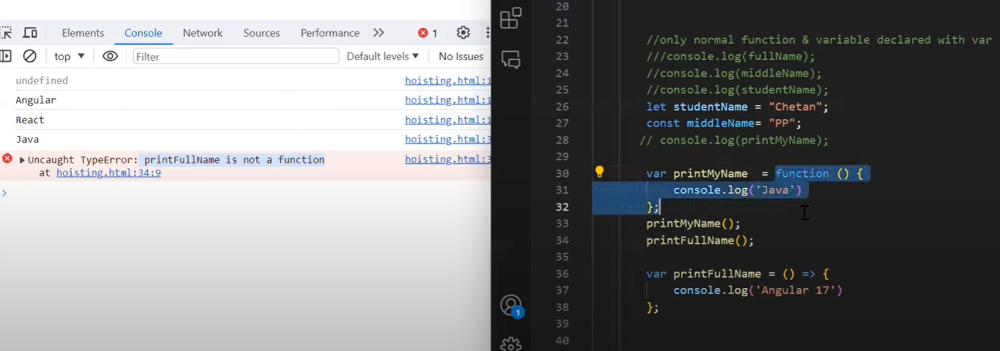 Elements Console Network Sources Performance 1
top Filter Default levels No Issues
undefined hoisting.html:1
Angular hoisting.html:1
React hoisting.html:1
Java hoisting.html:3
Uncaught TypeError: printFullName is not a function hoisting.html:3
at hoisting.html:34:9
1
20
21
22 //only normal function & variable declared with var
23 ///console.log(fullName);
24 //console.log(middleName);
25 //console.log(studentName);
26 let studentName = "Chetan";
27 const middleName= "PP";
28 // console.log(printMyName);
29
30 var printMyName  = function () {
31 console.log('Java')
32 };
33 printMyName();
34 printFullName();
35
36 var printFullName = () => {
37 console.log('Angular 17')
38 };
39
40